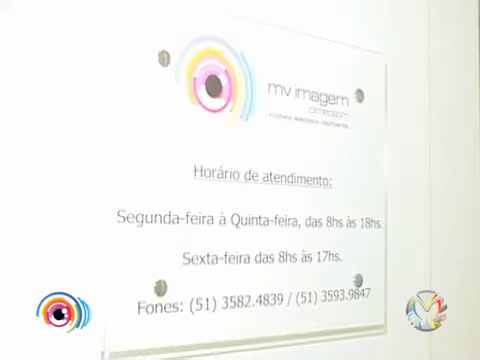 mv imagem
Horário de atendimento:
Segunda-feira à Quinta-feira, das 8hs às 18hs.
Sexta-feira das 8hs às 17hs.
Fones: (51) 3582.4839 / (51) 3593.9847